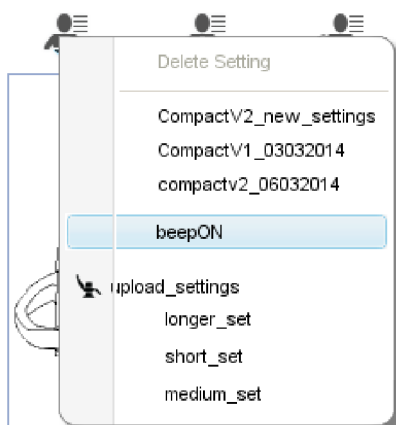 Delete Setting
CompactV2_new_settings
CompactV1_03032014
compactv2_06032014
beepON
upload_settings
longer_set
short_set
medium_set